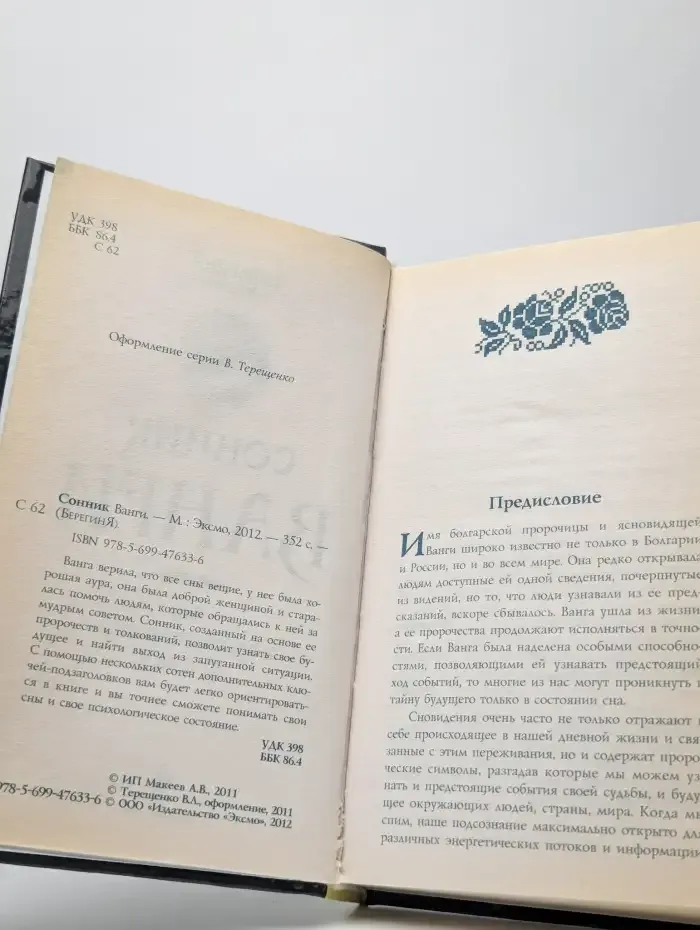 УДК 398
ББК 86.4
С 62
Оформление серии В. Терещенко
Сонник Ванги. — М. : Эксмо, 2012. — 352 с. —
С 62 (БерегинЯ).
ISBN 978-5-699-47633-6
Ванга верила, что все сны вещие, у нее была хо-
рошая аура, она была доброй женщиной и стара-
лась помочь людям, которые обращались к ней за
мудрым советом. Сонник, созданный на основе ее
пророчеств и толкований, позволит узнать свое бу-
дущее и найти выход из запутанной ситуации.
С помощью нескольких сотен дополнительных клю-
чей-подзаголовков вам будет легко ориентировать-
ся в книге и вы точнее сможете понимать свои
сны и свое психологическое состояние.
УДК 398
ББК 86.4
© ИП Макеев А.В., 2011
© Терещенко В.Л., оформление, 2011
978-5-699-47633-6 © ООО «Издательство «Эксмо», 2012
Предисловие
Имя болгарской пророчицы и ясновидящей
Ванги широко известно не только в Болгарии
и России, но и во всем мире. Она редко открывала
людям доступные ей одной сведения, почерпнутые
из видений, но то, что люди узнавали из ее пред-
сказаний, вскоре сбывалось. Ванга ушла из жизни
а ее пророчества продолжают исполняться в точно-
сти. Если Ванга была наделена особыми способно-
стями, позволяющими ей узнавать предстоящий
ход событий, то многие из нас могут проникнуть
тайну будущего только в состоянии сна.
Сновидения очень часто не только отражают
себе происходящее в нашей дневной жизни и свя
занные с этим переживания, но и содержат проро
ческие символы, разгадав которые мы можем уз
нать и предстоящие события своей судьбы, и буду
щее окружающих людей, страны, мира. Когда мы
спим, наше подсознание максимально открыто для
различных энергетических потоков и информации